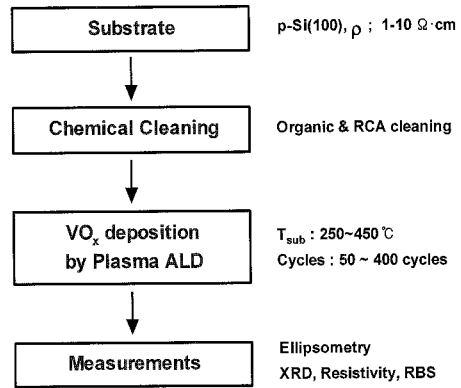 Substrate
p-Si(100), ρ ; 1-10 Ω·cm
Chemical Cleaning
Organic & RCA cleaning
VOx deposition
by Plasma ALD
Tsub : 250~450 ℃
Cycles : 50 ~ 400 cycles
Measurements
Ellipsometry
XRD, Resistivity, RBS